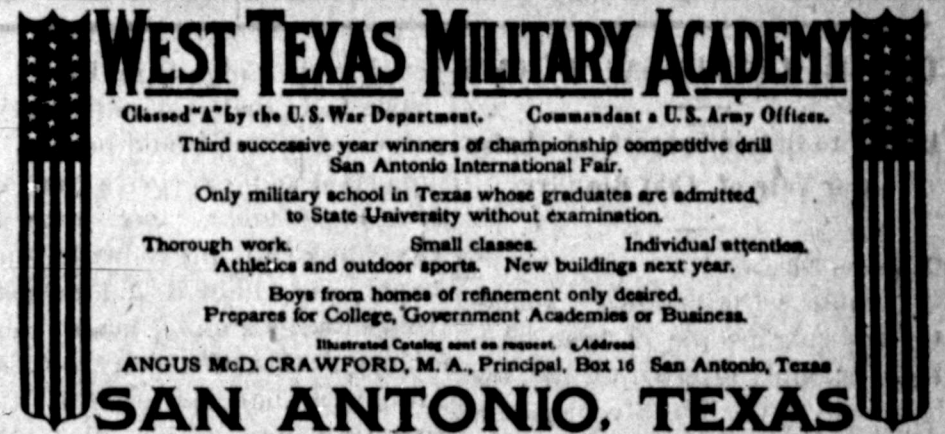 WEST TEXAS MILITARY ACADEMY
Classed "A" by the U. S. War Department. Commandant a U. S. Army Officer.
Third successive year winners of championship competitive drill
San Antonio International Fair.
Only military school in Texas whose graduates are admitted
to State University without examination.
Thorough work. Small classes. Individual attention.
Athletics and outdoor sports. New buildings next year.
Boys from homes of refinement only desired.
Prepares for College, Government Academies or Business.
Illustrated Catalog sent on request. Address
ANGUS McD. CRAWFORD, M. A., Principal, Box 16 San Antonio, Texas.
SAN ANTONIO, TEXAS